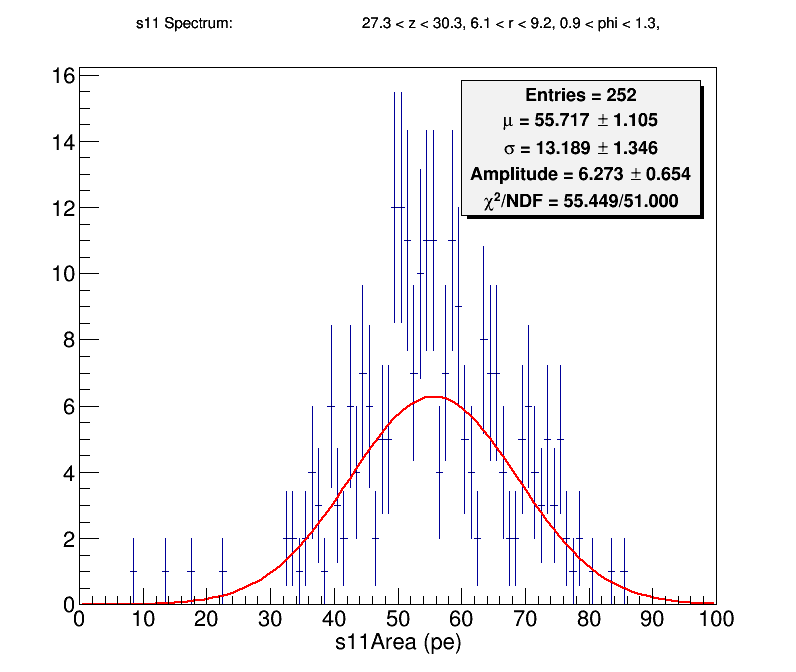 s11 Spectrum: 27.3 < z < 30.3, 6.1 < r < 9.2, 0.9 < phi < 1.3,
Entries = 252
μ = 55.717 ± 1.105
σ = 13.189 ± 1.346
Amplitude = 6.273 ± 0.654
χ²/NDF = 55.449/51.000
16
14
12
10
8
6
4
2
0
0 10 20 30 40 50 60 70 80 90 100
s11Area (pe)